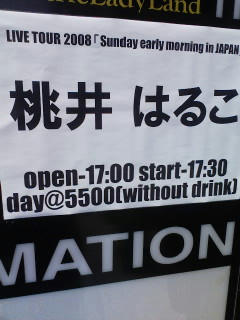 LadyLand
LIVE TOUR 2008「Sunday early morning in JAPAN」
桃井 はるこ
open-17:00 start-17:30
day@5500(without drink)
MATION